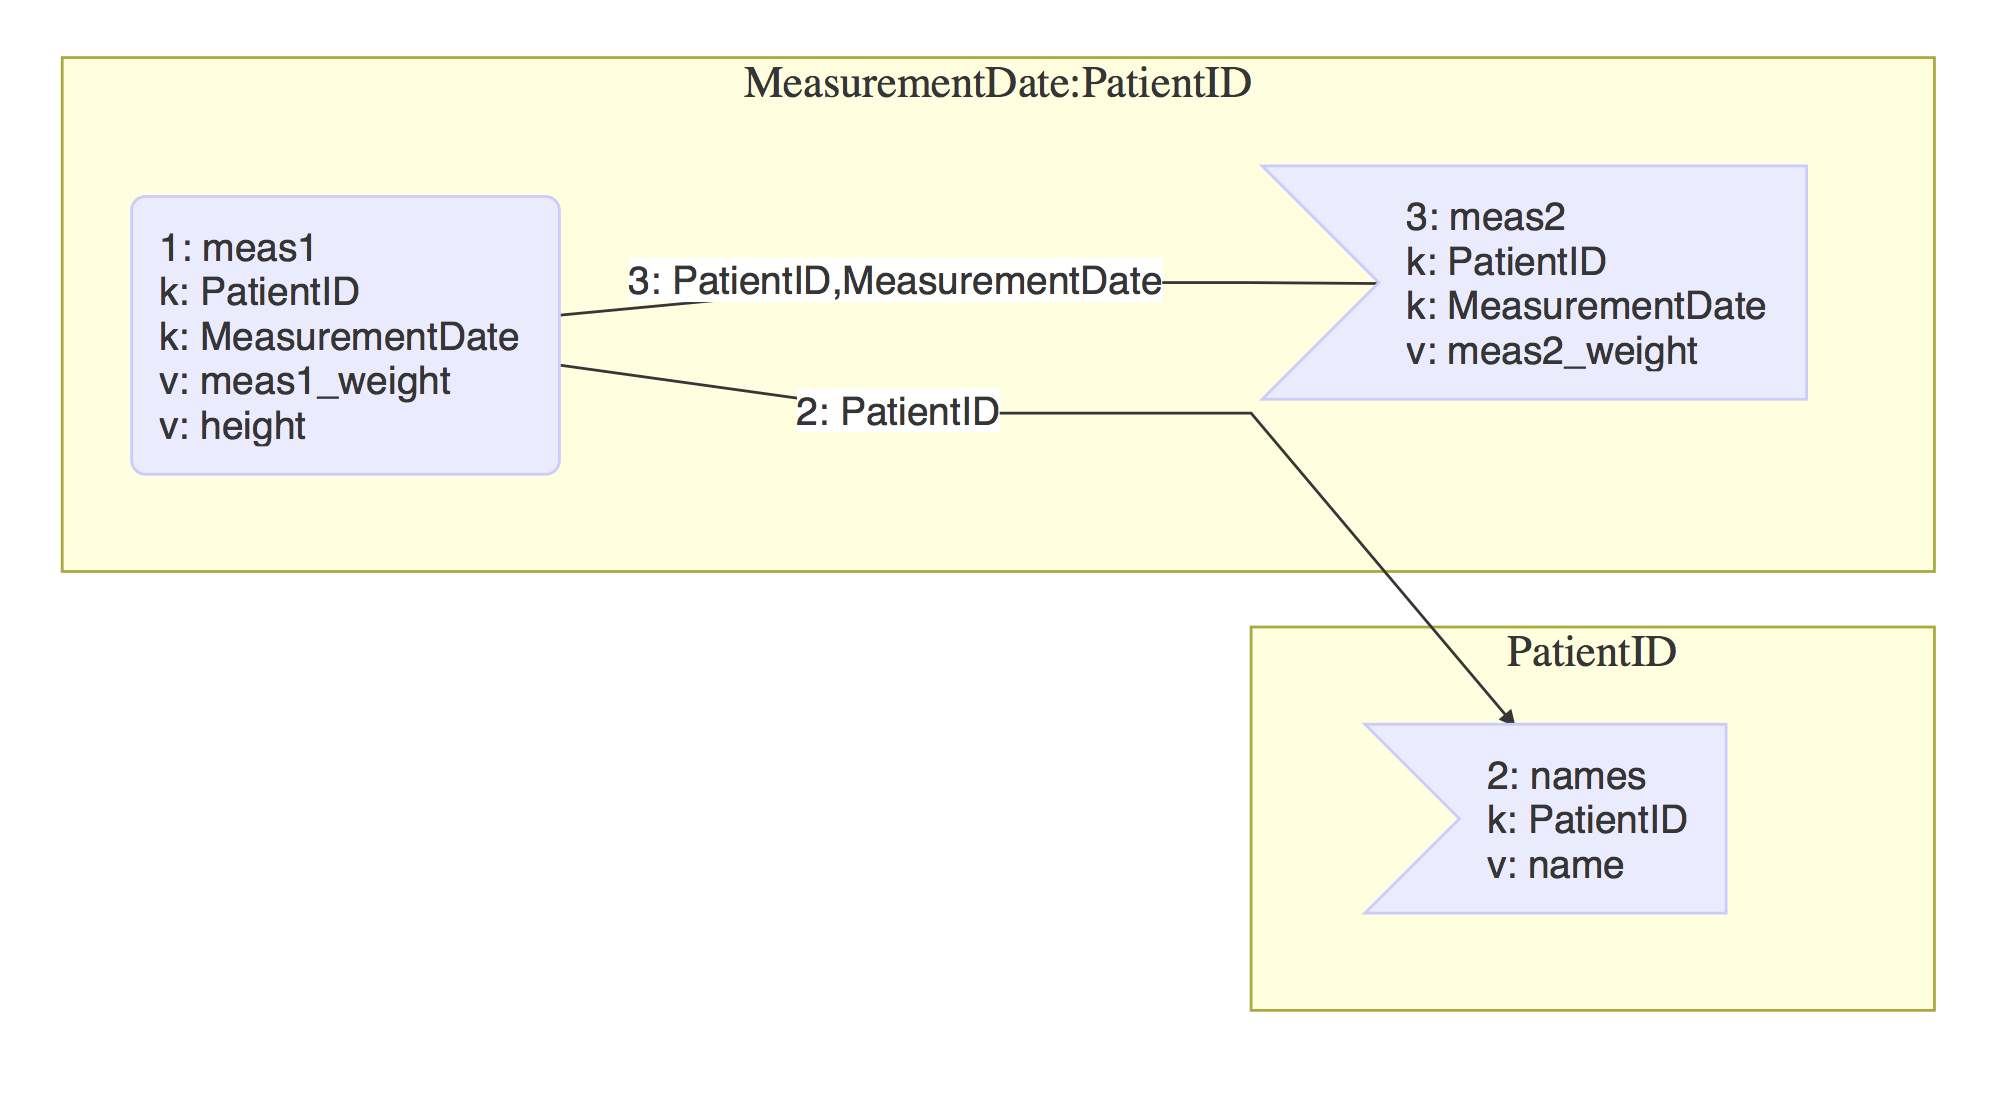 MeasurementDate:PatientID
1: meas1
k: PatientID
k: MeasurementDate
v: meas1_weight
v: height
3: PatientID,MeasurementDate
2: PatientID
3: meas2
k: PatientID
k: MeasurementDate
v: meas2_weight
PatientID
2: names
k: PatientID
v: name